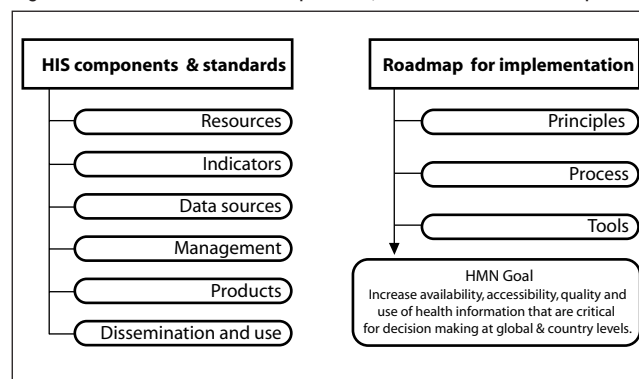 HIS components & standards
Resources
Indicators
Data sources
Management
Products
Dissemination and use
Roadmap for implementation
Principles
Process
Tools
HMN Goal
Increase availability, accessibility, quality and
use of health information that are critical
for decision making at global & country levels.